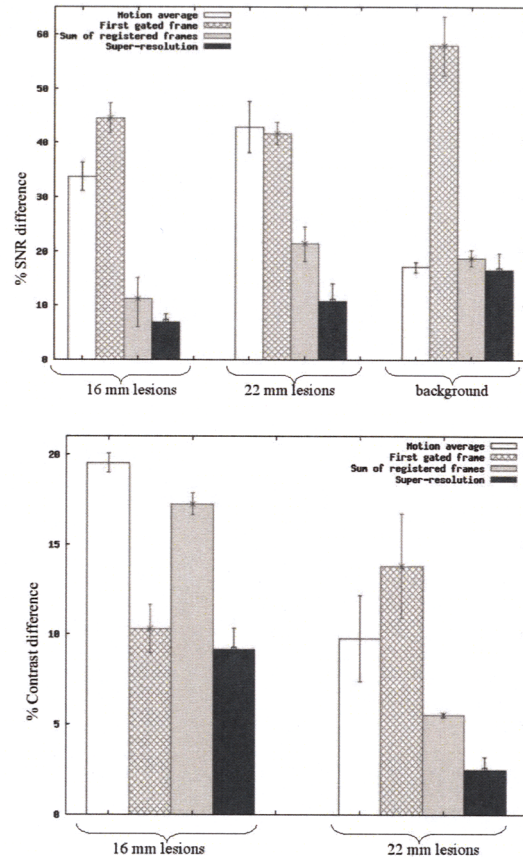 Motion average
First gated frame
Sum of registered frames
Super-resolution
60
50
40
30
20
10
0
% SNR difference
16 mm lesions
22 mm lesions
background
Motion average
First gated frame
Sum of registered frames
Super-resolution
20
15
10
5
0
% Contrast difference
16 mm lesions
22 mm lesions